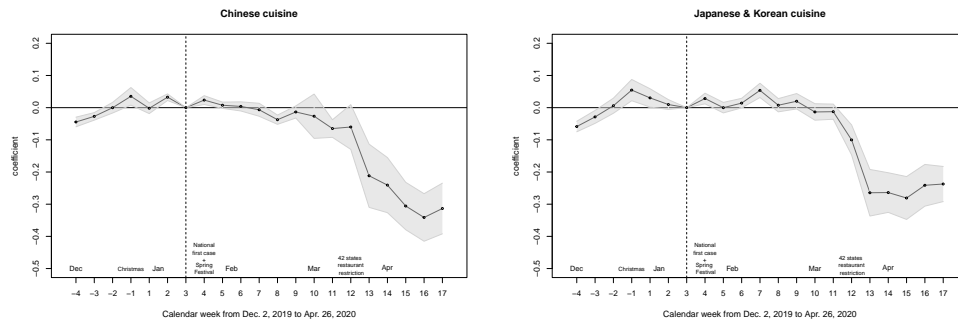 Chinese cuisine
coefficient
0.2
0.1
0.0
−0.1
−0.2
−0.3
−0.4
−0.5
Dec
Christmas
Jan
National
first case
+
Spring
Festival
Feb
Mar
42 states
restaurant
restriction
Apr
−4 −3 −2 −1 1 2 3 4 5 6 7 8 9 10 11 12 13 14 15 16 17
Calendar week from Dec. 2, 2019 to Apr. 26, 2020
Japanese & Korean cuisine
coefficient
0.2
0.1
0.0
−0.1
−0.2
−0.3
−0.4
−0.5
Dec
Christmas
Jan
National
first case
+
Spring
Festival
Feb
Mar
42 states
restaurant
restriction
Apr
−4 −3 −2 −1 1 2 3 4 5 6 7 8 9 10 11 12 13 14 15 16 17
Calendar week from Dec. 2, 2019 to Apr. 26, 2020